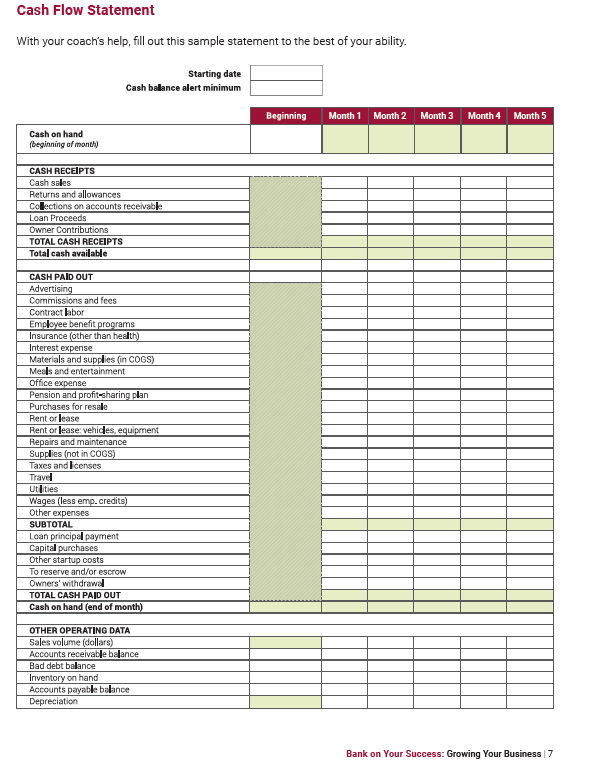 Cash Flow Statement
With your coach's help, fill out this sample statement to the best of your ability.
Starting date
Cash balance alert minimum
Beginning Month 1 Month 2 Month 3 Month 4 Month 5
Cash on hand
(beginning of month)
CASH RECEIPTS
Cash sales
Returns and allowances
Collections on accounts receivable
Loan Proceeds
Owner Contributions
TOTAL CASH RECEIPTS
Total cash available
CASH PAID OUT
Advertising
Commissions and fees
Contract labor
Employee benefit programs
Insurance (other than health)
Interest expense
Materials and supplies (in COGS)
Meals and entertainment
Office expense
Pension and profit-sharing plan
Purchases for resale
Rent or lease
Rent or lease: vehicles, equipment
Repairs and maintenance
Supplies (not in COGS)
Taxes and licenses
Travel
Utilities
Wages (less emp. credits)
Other expenses
SUBTOTAL
Loan principal payment
Capital purchases
Other startup costs
To reserve and/or escrow
Owners' withdrawal
TOTAL CASH PAID OUT
Cash on hand (end of month)
OTHER OPERATING DATA
Sales volume (dollars)
Accounts receivable balance
Bad debt balance
Inventory on hand
Accounts payable balance
Depreciation
Bank on Your Success: Growing Your Business | 7